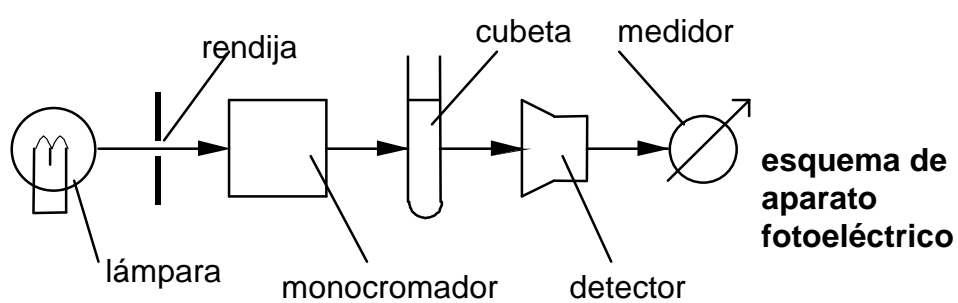 rendija
cubeta
medidor
esquema de
aparato
fotoeléctrico
lámpara
monocromador
detector